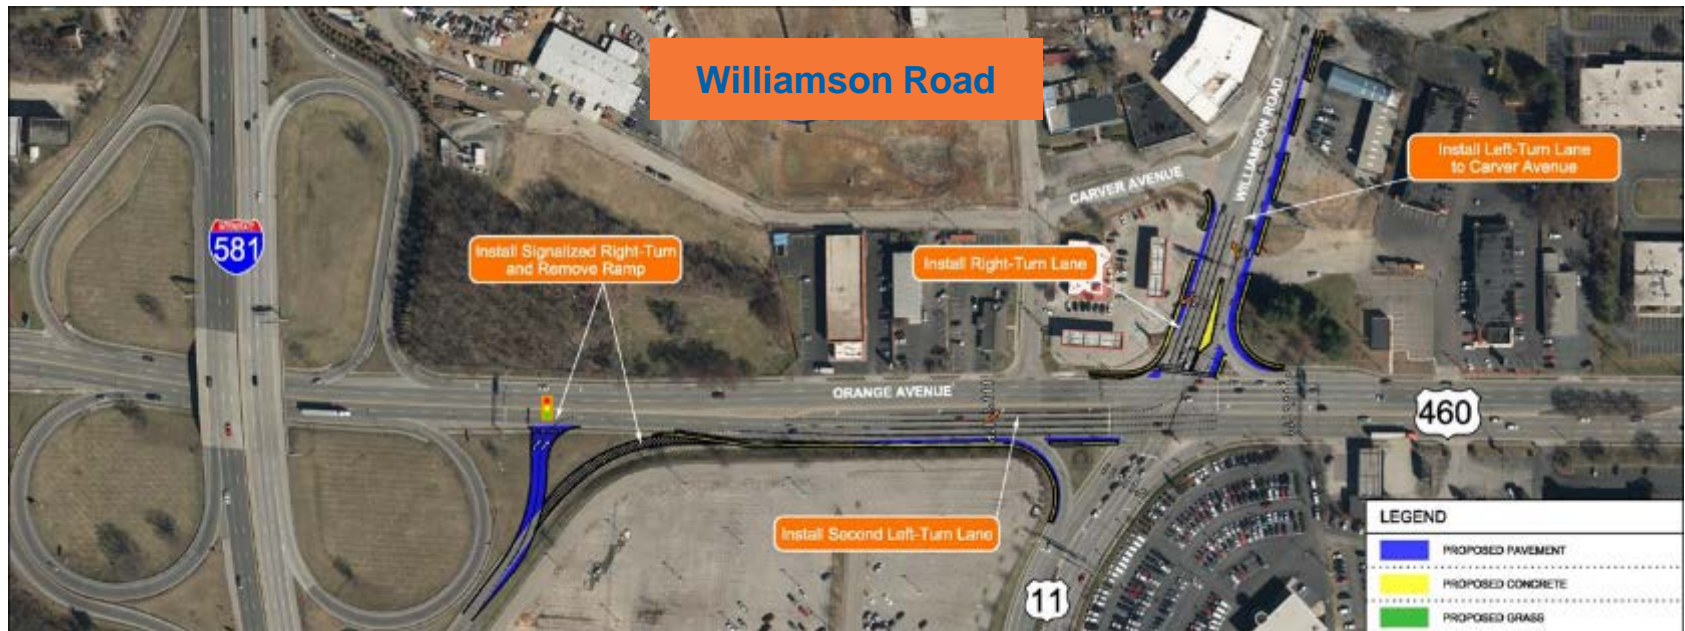 Williamson Road
WILLIAMSON ROAD
Install Left-Turn Lane
to Carver Avenue
CARVER AVENUE
INTERSTATE
581
Install Signalized Right-Turn
and Remove Ramp
Install Right-Turn Lane
ORANGE AVENUE
460
Install Second Left-Turn Lane
11
LEGEND
PROPOSED PAVEMENT
PROPOSED CONCRETE
PROPOSED GRASS